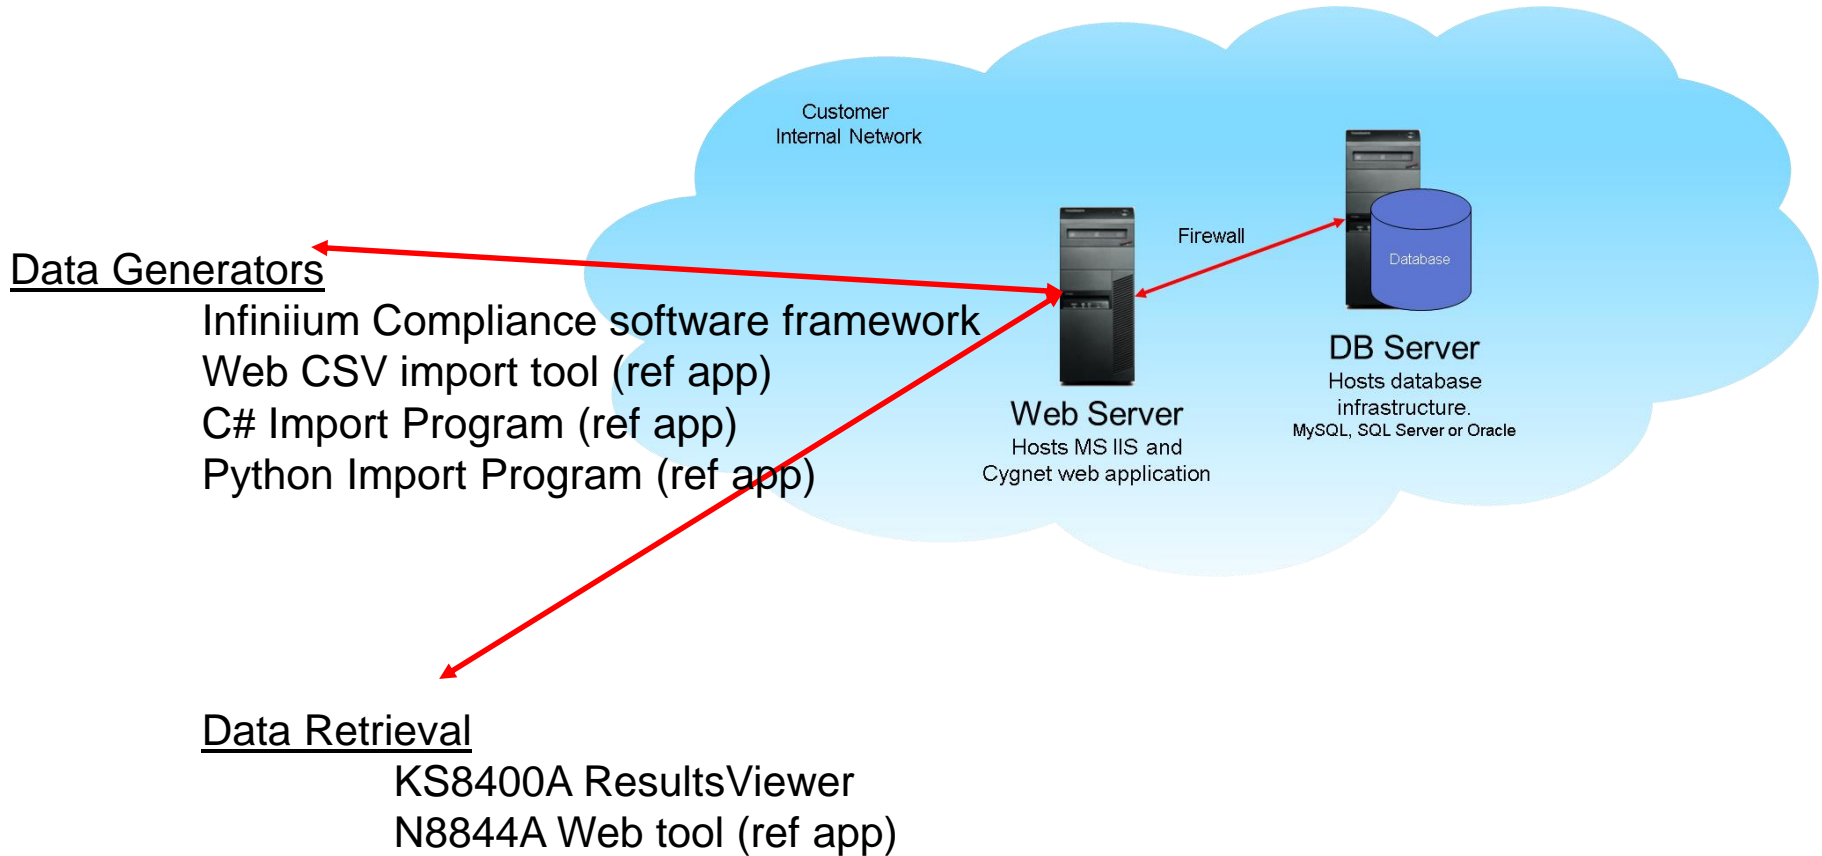 Customer
Internal Network
Firewall
Database
Data Generators
Infiniium Compliance software framework
Web CSV import tool (ref app)
C# Import Program (ref app)
Python Import Program (ref app)
Web Server
Hosts MS IIS and
Cygnet web application
DB Server
Hosts database
infrastructure.
MySQL, SQL Server or Oracle
Data Retrieval
KS8400A ResultsViewer
N8844A Web tool (ref app)